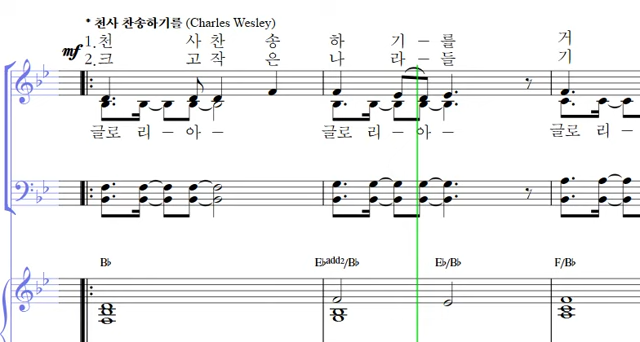 * 천사 찬송하기를 (Charles Wesley)
1.천 사 찬 송 하 기 – 를 거
mf
2.크 고 작 은 나 라 – 들 기
글로 리 – 아 – 글로 리 – 아 – 글로 리 –
B♭ E♭add2/B♭ E♭/B♭ F/B♭